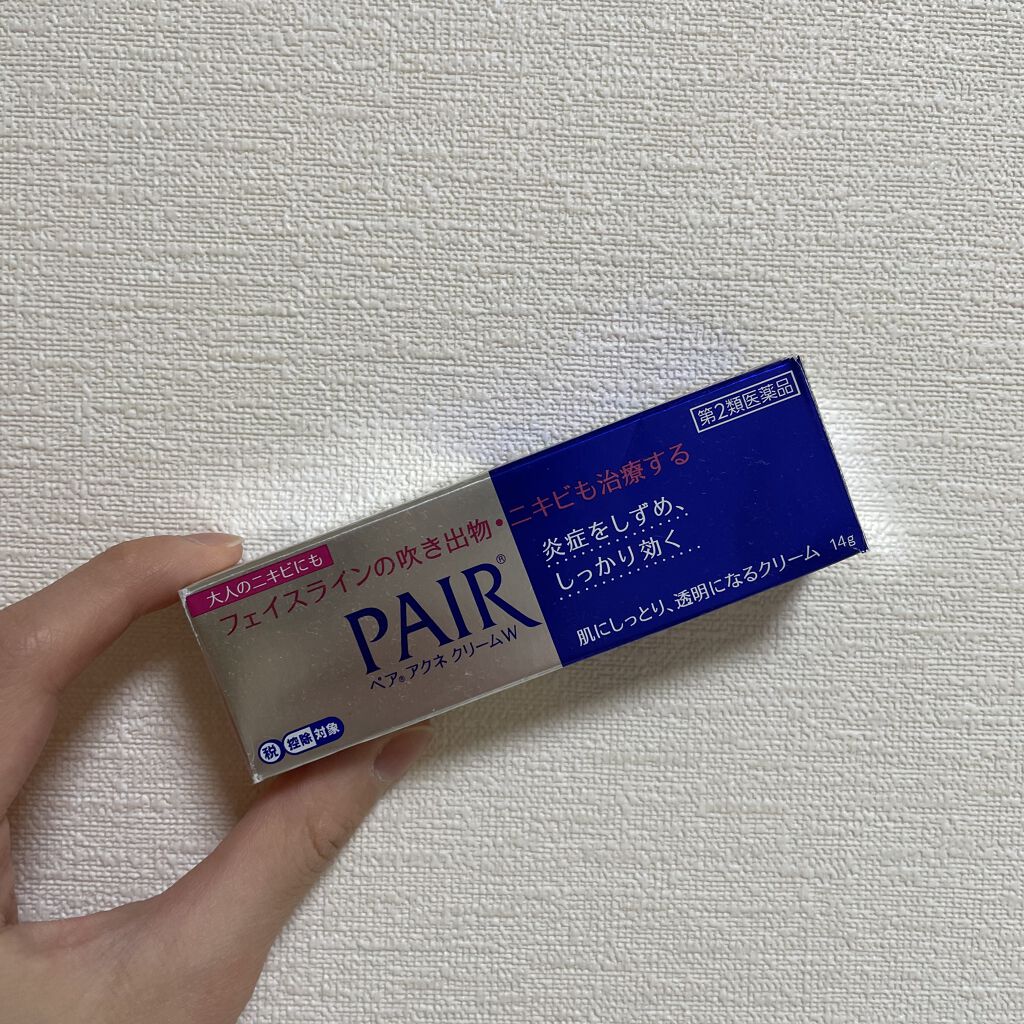 第2類医薬品
大人のニキビにも
フェイスラインの吹き出物・ニキビも治療する
PAIR®
ペア®アクネ クリームW
炎症をしずめ、
しっかり効く
肌にしっとり、透明になるクリーム 14g
税 控除対象